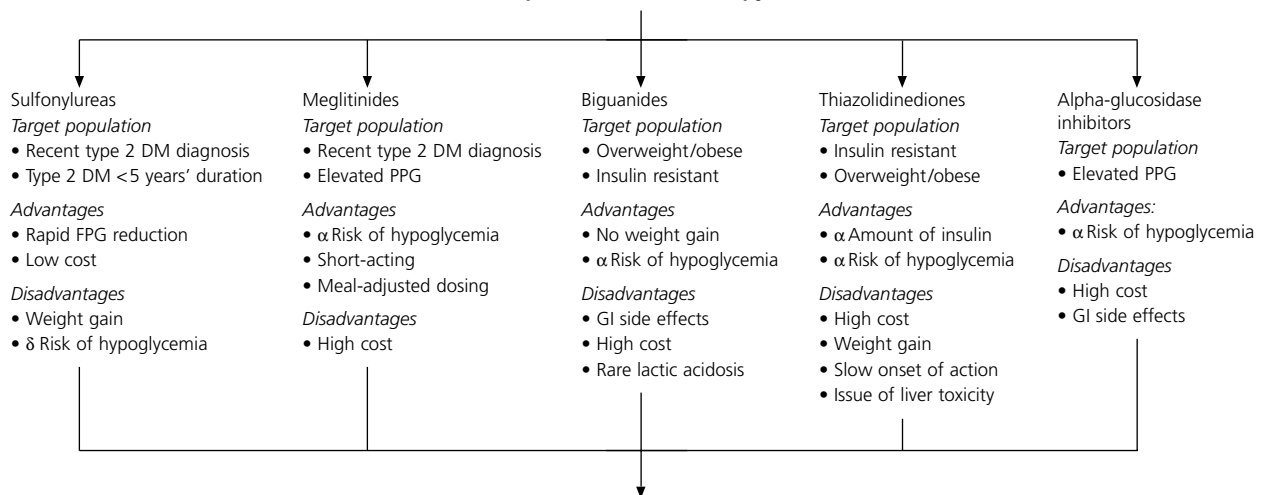 Sulfonylureas
Target population
• Recent type 2 DM diagnosis
• Type 2 DM <5 years' duration
Advantages
• Rapid FPG reduction
• Low cost
Disadvantages
• Weight gain
• δ Risk of hypoglycemia
Meglitinides
Target population
• Recent type 2 DM diagnosis
• Elevated PPG
Advantages
• α Risk of hypoglycemia
• Short-acting
• Meal-adjusted dosing
Disadvantages
• High cost
Biguanides
Target population
• Overweight/obese
• Insulin resistant
Advantages
• No weight gain
• α Risk of hypoglycemia
Disadvantages
• GI side effects
• High cost
• Rare lactic acidosis
Thiazolidinediones
Target population
• Insulin resistant
• Overweight/obese
Advantages
• α Amount of insulin
• α Risk of hypoglycemia
Disadvantages
• High cost
• Weight gain
• Slow onset of action
• Issue of liver toxicity
Alpha-glucosidase
inhibitors
Target population
• Elevated PPG
Advantages:
• α Risk of hypoglycemia
Disadvantages
• High cost
• GI side effects